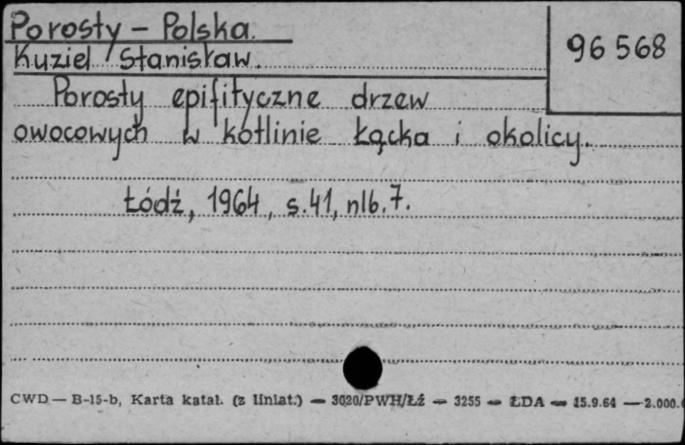 Porosty – Polska.
96 568
Kuziel Stanisław.
Porosty epifityczne drzew
owocowych w kotlinie Łącka i okolicy.
Łódź, 1964, s. 41, nlb. 7.
CWD — B-15-b, Karta katal. (z liniat.) — 3020/PWH/Łź — 3255 — ŁDA — 15.9.64 — 2.000.